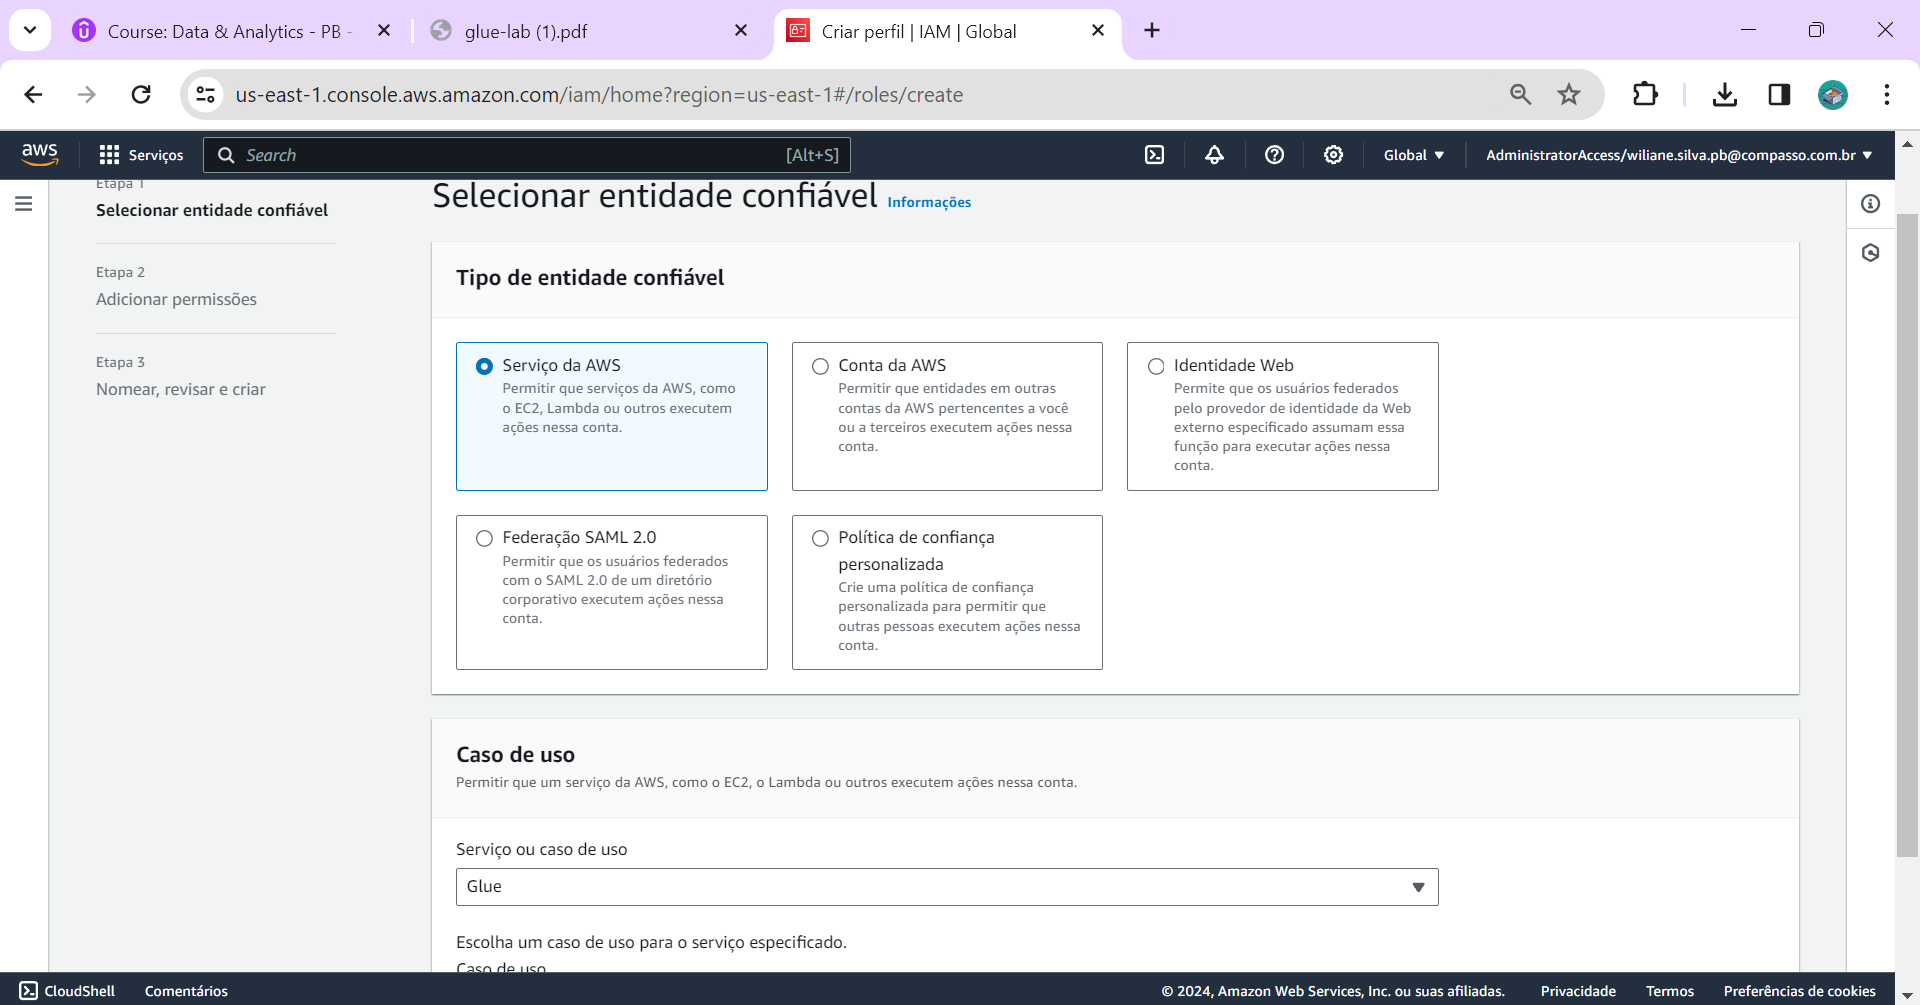 Course: Data & Analytics - PB -
glue-lab (1).pdf
Criar perfil | IAM | Global
us-east-1.console.aws.amazon.com/iam/home?region=us-east-1#/roles/create
aws
Serviços
Search
[Alt+S]
Global
AdministratorAccess/wiliane.silva.pb@compasso.com.br
Etapa 1
Selecionar entidade confiável
Etapa 2
Adicionar permissões
Etapa 3
Nomear, revisar e criar
Selecionar entidade confiável Informações
Tipo de entidade confiável
Serviço da AWS
Permitir que serviços da AWS, como
o EC2, Lambda ou outros executem
ações nessa conta.
Conta da AWS
Permitir que entidades em outras
contas da AWS pertencentes a você
ou a terceiros executem ações nessa
conta.
Identidade Web
Permite que os usuários federados
pelo provedor de identidade da Web
externo especificado assumam essa
função para executar ações nessa
conta.
Federação SAML 2.0
Permitir que os usuários federados
com o SAML 2.0 de um diretório
corporativo executem ações nessa
conta.
Política de confiança
personalizada
Crie uma política de confiança
personalizada para permitir que
outras pessoas executem ações nessa
conta.
Caso de uso
Permitir que um serviço da AWS, como o EC2, o Lambda ou outros executem ações nessa conta.
Serviço ou caso de uso
Glue
Escolha um caso de uso para o serviço especificado.
Caso de uso
CloudShell
Comentários
© 2024, Amazon Web Services, Inc. ou suas afiliadas.
Privacidade
Termos
Preferências de cookies